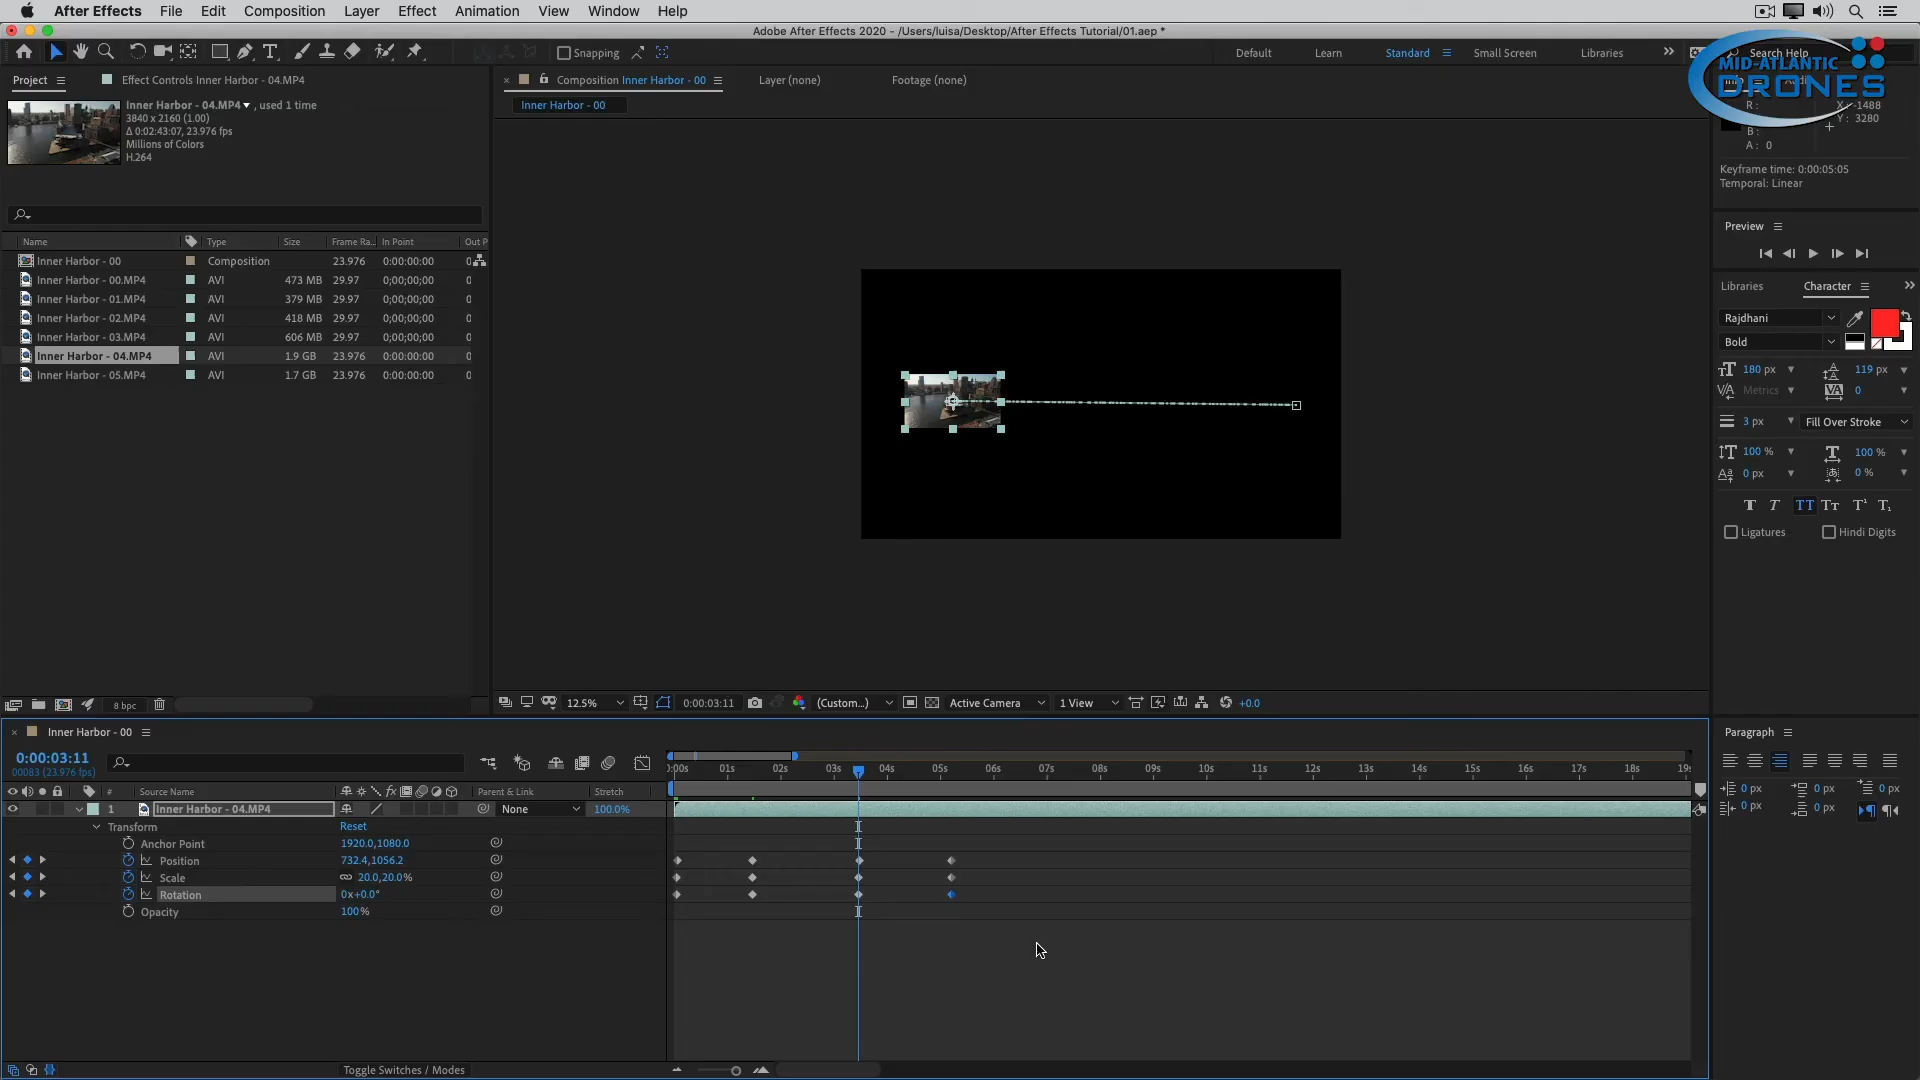 After Effects File Edit Composition Layer Effect Animation View Window Help
Adobe After Effects 2020 - /Users/luisa/Desktop/After Effects Tutorial/01.aep *
Snapping Default Learn Standard Small Screen Libraries Search Help
MID-ATLANTIC
DRONES
Project Effect Controls Inner Harbor - 04.MP4
Composition Inner Harbor - 00 Layer (none) Footage (none)
Inner Harbor - 00
Inner Harbor - 04.MP4 , used 1 time
3840 x 2160 (1.00)
Δ 0:02:43:07, 23.976 fps
Millions of Colors
H.264
R: X: -1488
Y: 3280
B:
A: 0
Keyframe time: 0:00:05:05
Temporal: Linear
Preview
Name Type Size Frame Ra... In Point Out P
Inner Harbor - 00 Composition 23.976 0:00:00:00 0
Inner Harbor - 00.MP4 AVI 473 MB 29.97 0;00;00;00 0
Inner Harbor - 01.MP4 AVI 379 MB 29.97 0;00;00;00 0
Inner Harbor - 02.MP4 AVI 418 MB 29.97 0;00;00;00 0
Inner Harbor - 03.MP4 AVI 606 MB 29.97 0;00;00;00 0
Inner Harbor - 04.MP4 AVI 1.9 GB 23.976 0:00:00:00 0
Inner Harbor - 05.MP4 AVI 1.7 GB 23.976 0:00:00:00 0
Libraries Character
Rajdhani
Bold
180 px 119 px
Metrics 0
3 px Fill Over Stroke
100 % 100 %
0 px 0 %
Ligatures Hindi Digits
8 bpc
12.5% 0:00:03:11 (Custom...) Active Camera 1 View +0.0
Inner Harbor - 00
0:00:03:11
00083 (23.976 fps)
:00s 01s 02s 03s 04s 05s 06s 07s 08s 09s 10s 11s 12s 13s 14s 15s 16s 17s 18s 19s
# Source Name Parent & Link Stretch
1 Inner Harbor - 04.MP4 None 100.0%
Transform Reset
Anchor Point 1920.0,1080.0
Position 732.4,1056.2
Scale 20.0,20.0%
Rotation 0x+0.0°
Opacity 100%
Toggle Switches / Modes
Paragraph
0 px 0 px 0 px
0 px 0 px